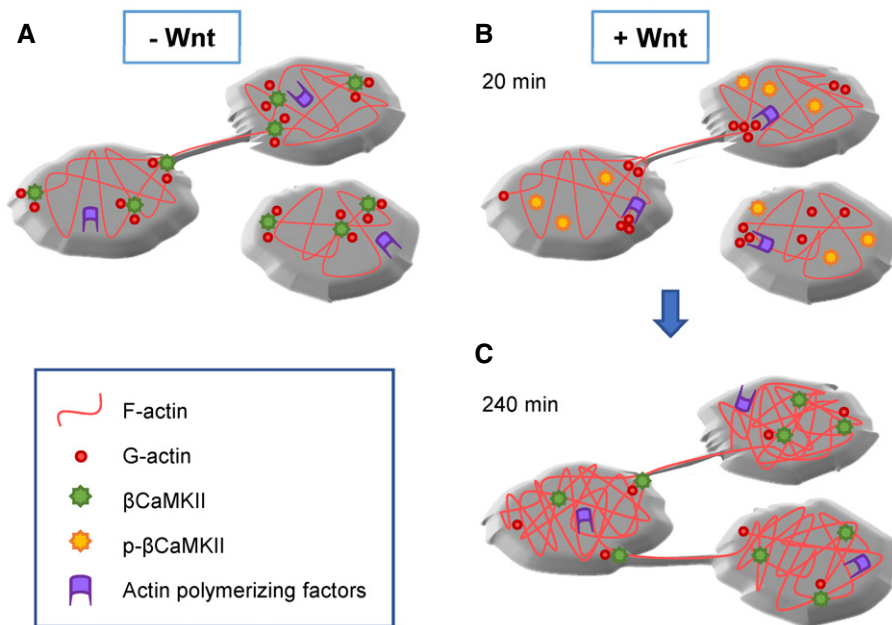 A
- Wnt
B
+ Wnt
20 min
C
240 min
F-actin
G-actin
βCaMKII
p-βCaMKII
Actin polymerizing factors